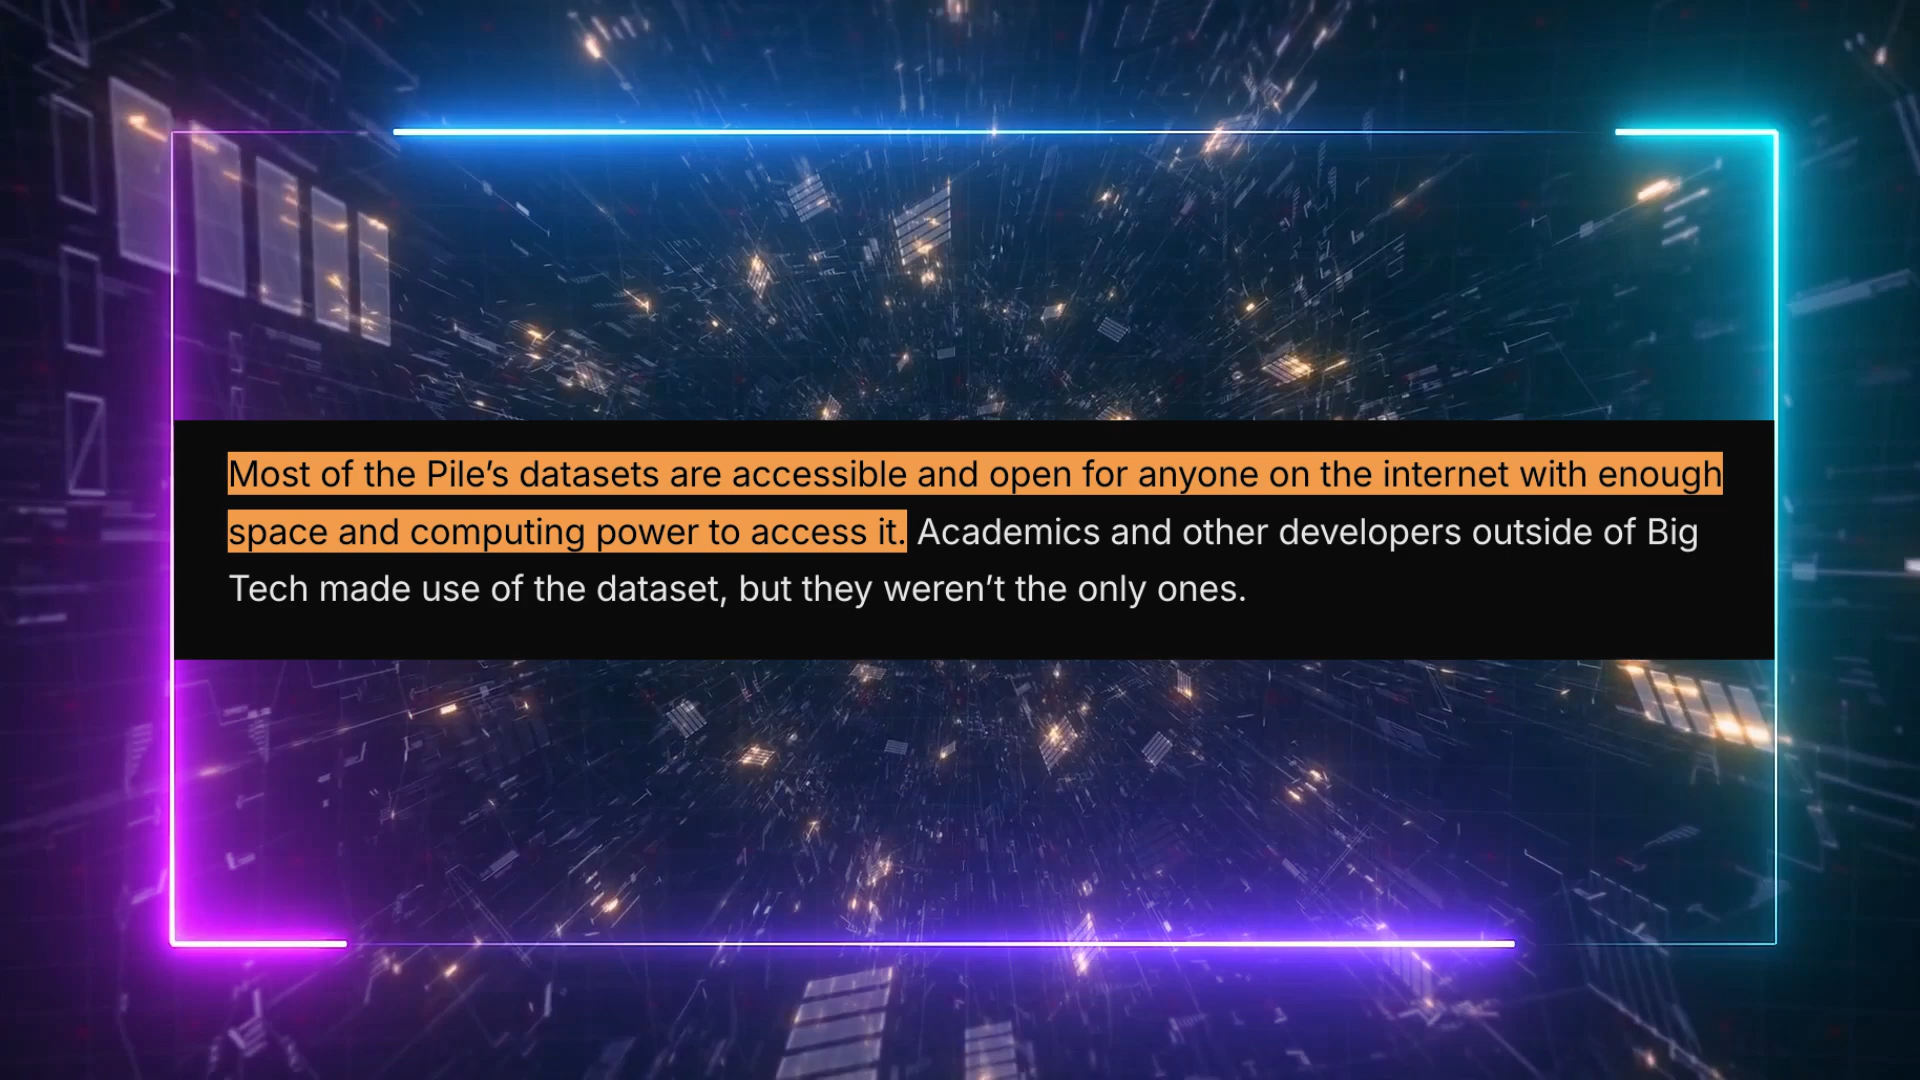 Most of the Pile’s datasets are accessible and open for anyone on the internet with enough
space and computing power to access it. Academics and other developers outside of Big
Tech made use of the dataset, but they weren’t the only ones.